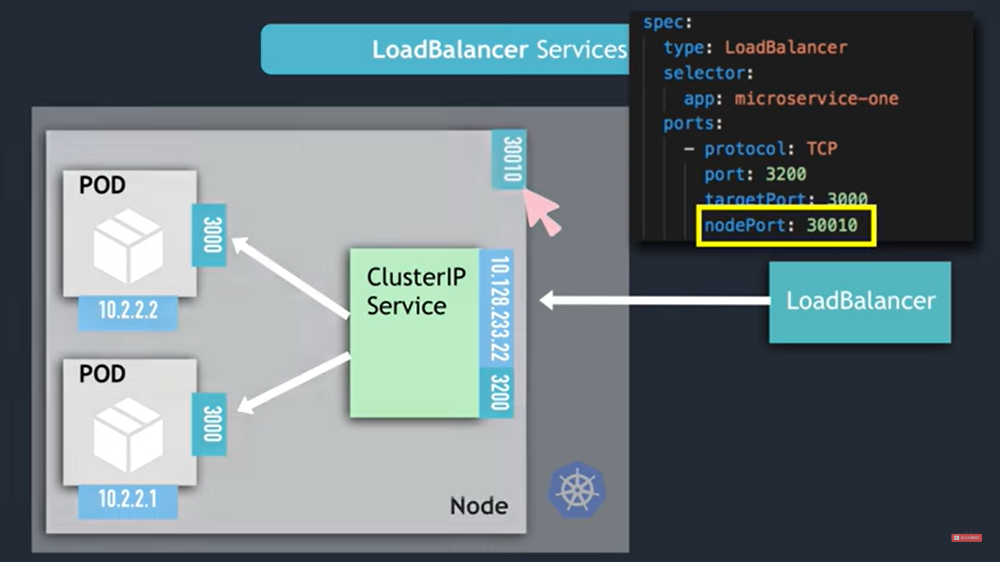 LoadBalancer Services
spec:
type: LoadBalancer
selector:
app: microservice-one
ports:
- protocol: TCP
port: 3200
targetPort: 3000
nodePort: 30010
30010
POD
3000
10.2.2.2
ClusterIP
Service
10.128.233.22
3200
LoadBalancer
POD
3000
10.2.2.1
Node
SUBSCRIBE